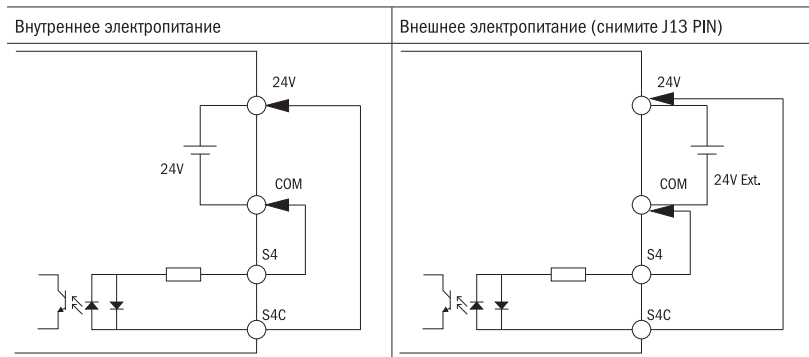 Внутреннее электропитание
Внешнее электропитание (снимите J13 PIN)
24V
24V
COM
S4
S4C
24V
COM
24V Ext.
S4
S4C